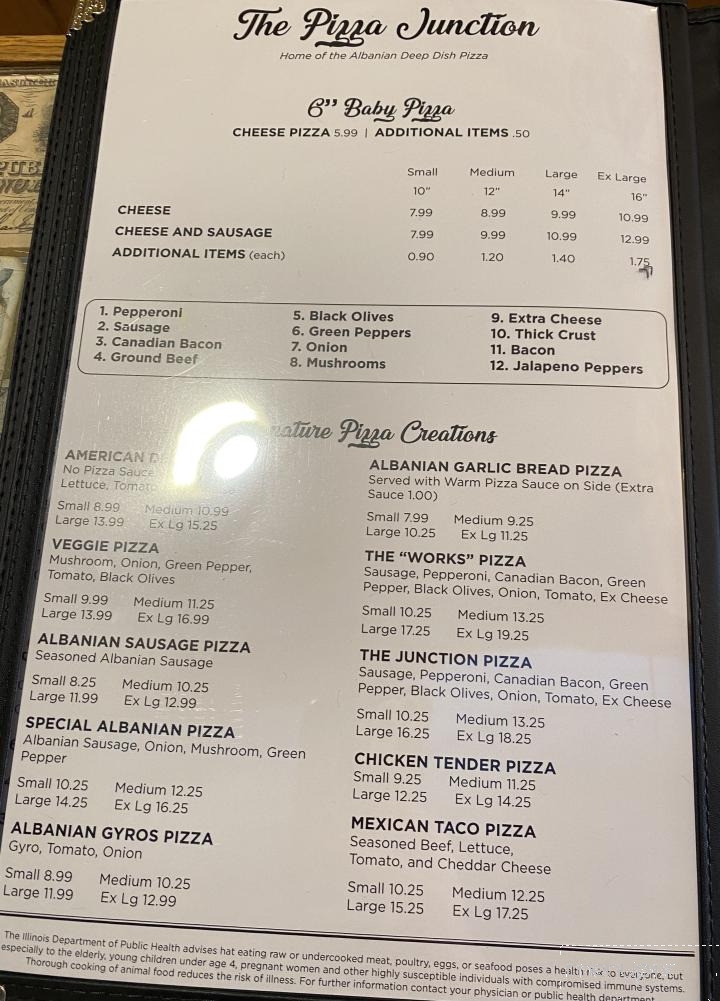 The Pizza Junction
Home of the Albanian Deep Dish Pizza
6" Baby Pizza
CHEESE PIZZA 5.99 | ADDITIONAL ITEMS .50
Small Medium Large Ex Large
10" 12" 14" 16"
CHEESE 7.99 8.99 9.99 10.99
CHEESE AND SAUSAGE 7.99 9.99 10.99 12.99
ADDITIONAL ITEMS (each) 0.90 1.20 1.40 1.75
1. Pepperoni
2. Sausage
3. Canadian Bacon
4. Ground Beef
5. Black Olives
6. Green Peppers
7. Onion
8. Mushrooms
9. Extra Cheese
10. Thick Crust
11. Bacon
12. Jalapeno Peppers
Pizza Creations
AMERICAN
No Pizza Sauce
Lettuce,
Small 8.99 Medium 10.99
Large 13.99 Ex Lg 15.25
VEGGIE PIZZA
Mushroom, Onion, Green Pepper,
Tomato, Black Olives
Small 9.99 Medium 11.25
Large 13.99 Ex Lg 16.99
ALBANIAN SAUSAGE PIZZA
Seasoned Albanian Sausage
Small 8.25 Medium 10.25
Large 11.99 Ex Lg 12.99
SPECIAL ALBANIAN PIZZA
Albanian Sausage, Onion, Mushroom, Green
Pepper
Small 10.25 Medium 12.25
Large 14.25 Ex Lg 16.25
ALBANIAN GYROS PIZZA
Gyro, Tomato, Onion
Small 8.99 Medium 10.25
Large 11.99 Ex Lg 12.99
ALBANIAN GARLIC BREAD PIZZA
Served with Warm Pizza Sauce on Side (Extra
Sauce 1.00)
Small 7.99 Medium 9.25
Large 10.25 Ex Lg 11.25
THE “WORKS” PIZZA
Sausage, Pepperoni, Canadian Bacon, Green
Pepper, Black Olives, Onion, Tomato, Ex Cheese
Small 10.25 Medium 13.25
Large 17.25 Ex Lg 19.25
THE JUNCTION PIZZA
Sausage, Pepperoni, Canadian Bacon, Green
Pepper, Black Olives, Onion, Tomato, Ex Cheese
Small 10.25 Medium 13.25
Large 16.25 Ex Lg 18.25
CHICKEN TENDER PIZZA
Small 9.25 Medium 11.25
Large 12.25 Ex Lg 14.25
MEXICAN TACO PIZZA
Seasoned Beef, Lettuce,
Tomato, and Cheddar Cheese
Small 10.25 Medium 12.25
Large 15.25 Ex Lg 17.25
The Illinois Department of Public Health advises hat eating raw or undercooked meat, poultry, eggs, or seafood poses a health risk to everyone, but
especially to the elderly, young children under age 4, pregnant women and other highly susceptible individuals with compromised immune systems.
Thorough cooking of animal food reduces the risk of illness. For further information contact your physician or public health department